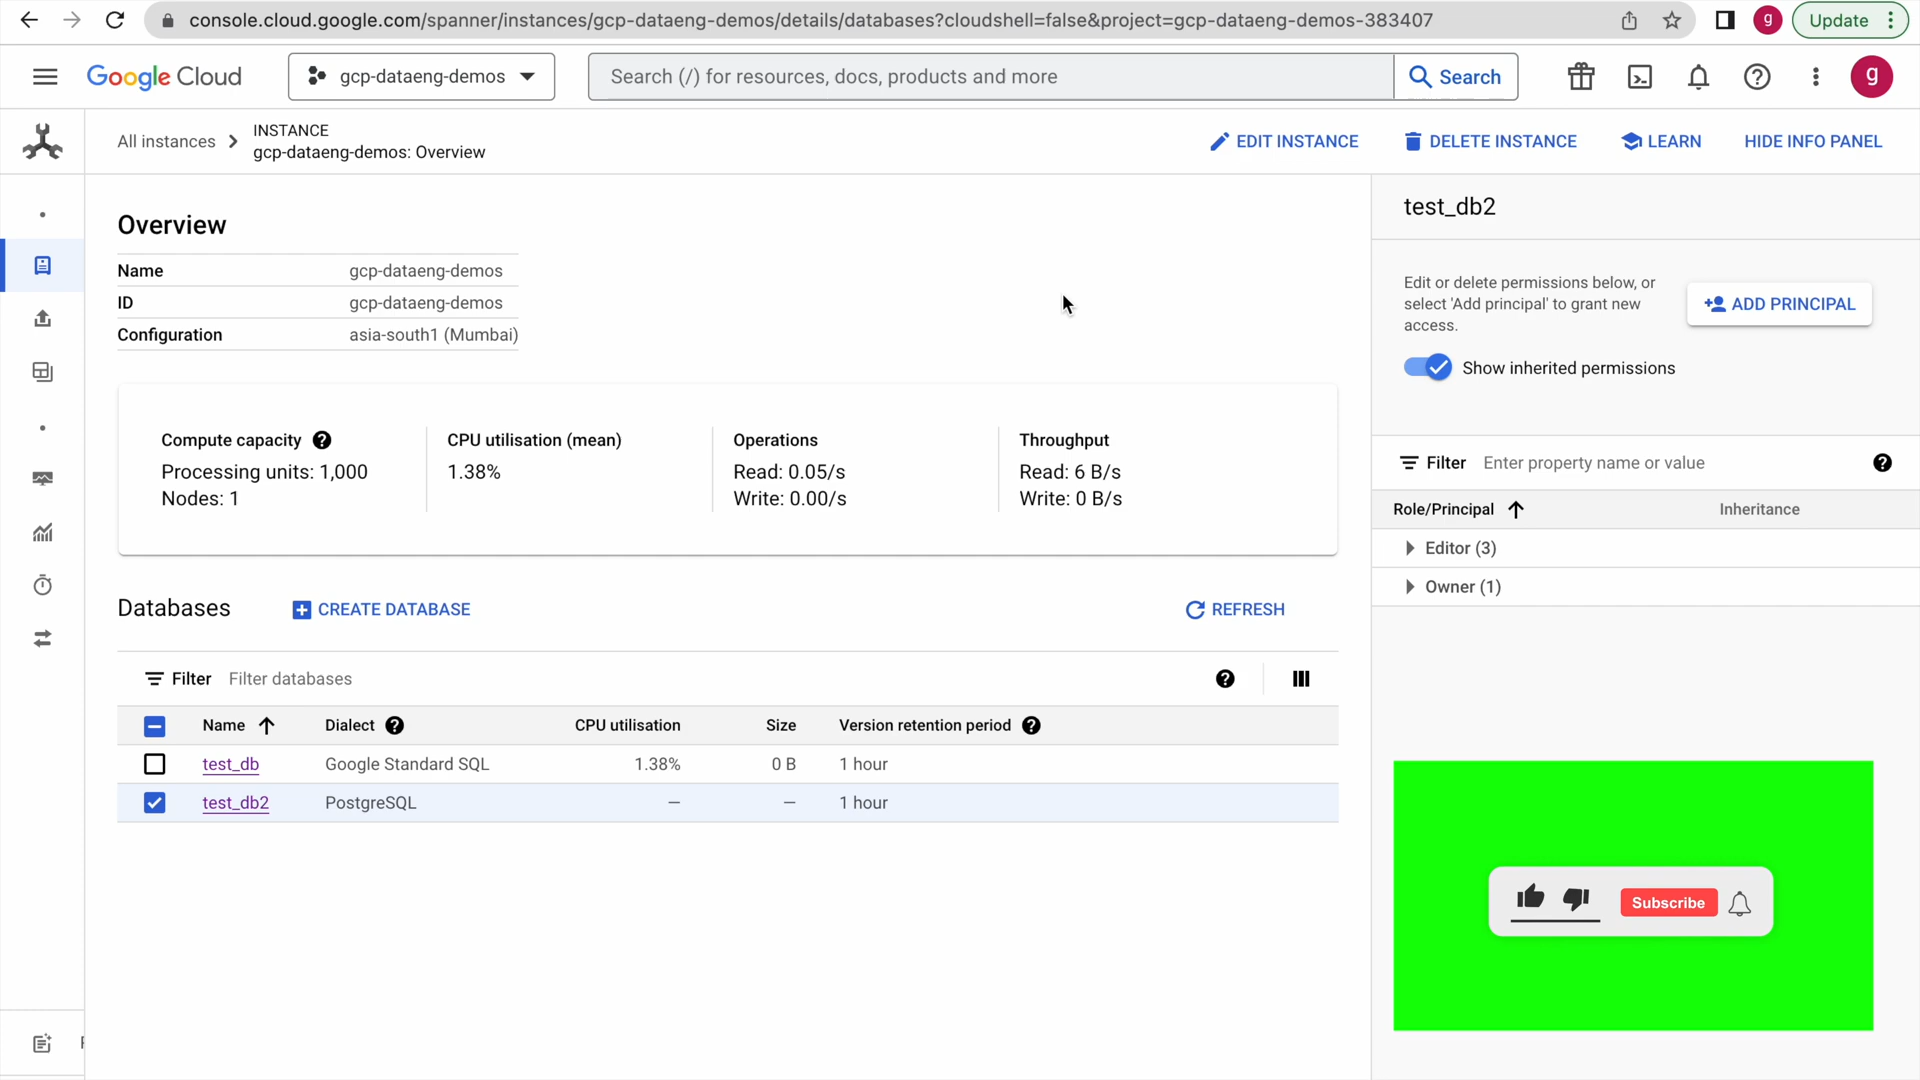 console.cloud.google.com/spanner/instances/gcp-dataeng-demos/details/databases?cloudshell=false&project=gcp-dataeng-demos-383407
g
Update
Google Cloud
gcp-dataeng-demos
Search (/) for resources, docs, products and more
Search
g
All instances
INSTANCE
gcp-dataeng-demos: Overview
EDIT INSTANCE
DELETE INSTANCE
LEARN
HIDE INFO PANEL
Overview
Name gcp-dataeng-demos
ID gcp-dataeng-demos
Configuration asia-south1 (Mumbai)
Compute capacity
Processing units: 1,000
Nodes: 1
CPU utilisation (mean)
1.38%
Operations
Read: 0.05/s
Write: 0.00/s
Throughput
Read: 6 B/s
Write: 0 B/s
Databases
CREATE DATABASE
REFRESH
Filter Filter databases
Name Dialect CPU utilisation Size Version retention period
test_db Google Standard SQL 1.38% 0 B 1 hour
test_db2 PostgreSQL — — 1 hour
test_db2
Edit or delete permissions below, or
select 'Add principal' to grant new
access.
ADD PRINCIPAL
Show inherited permissions
Filter Enter property name or value
Role/Principal Inheritance
Editor (3)
Owner (1)
Subscribe